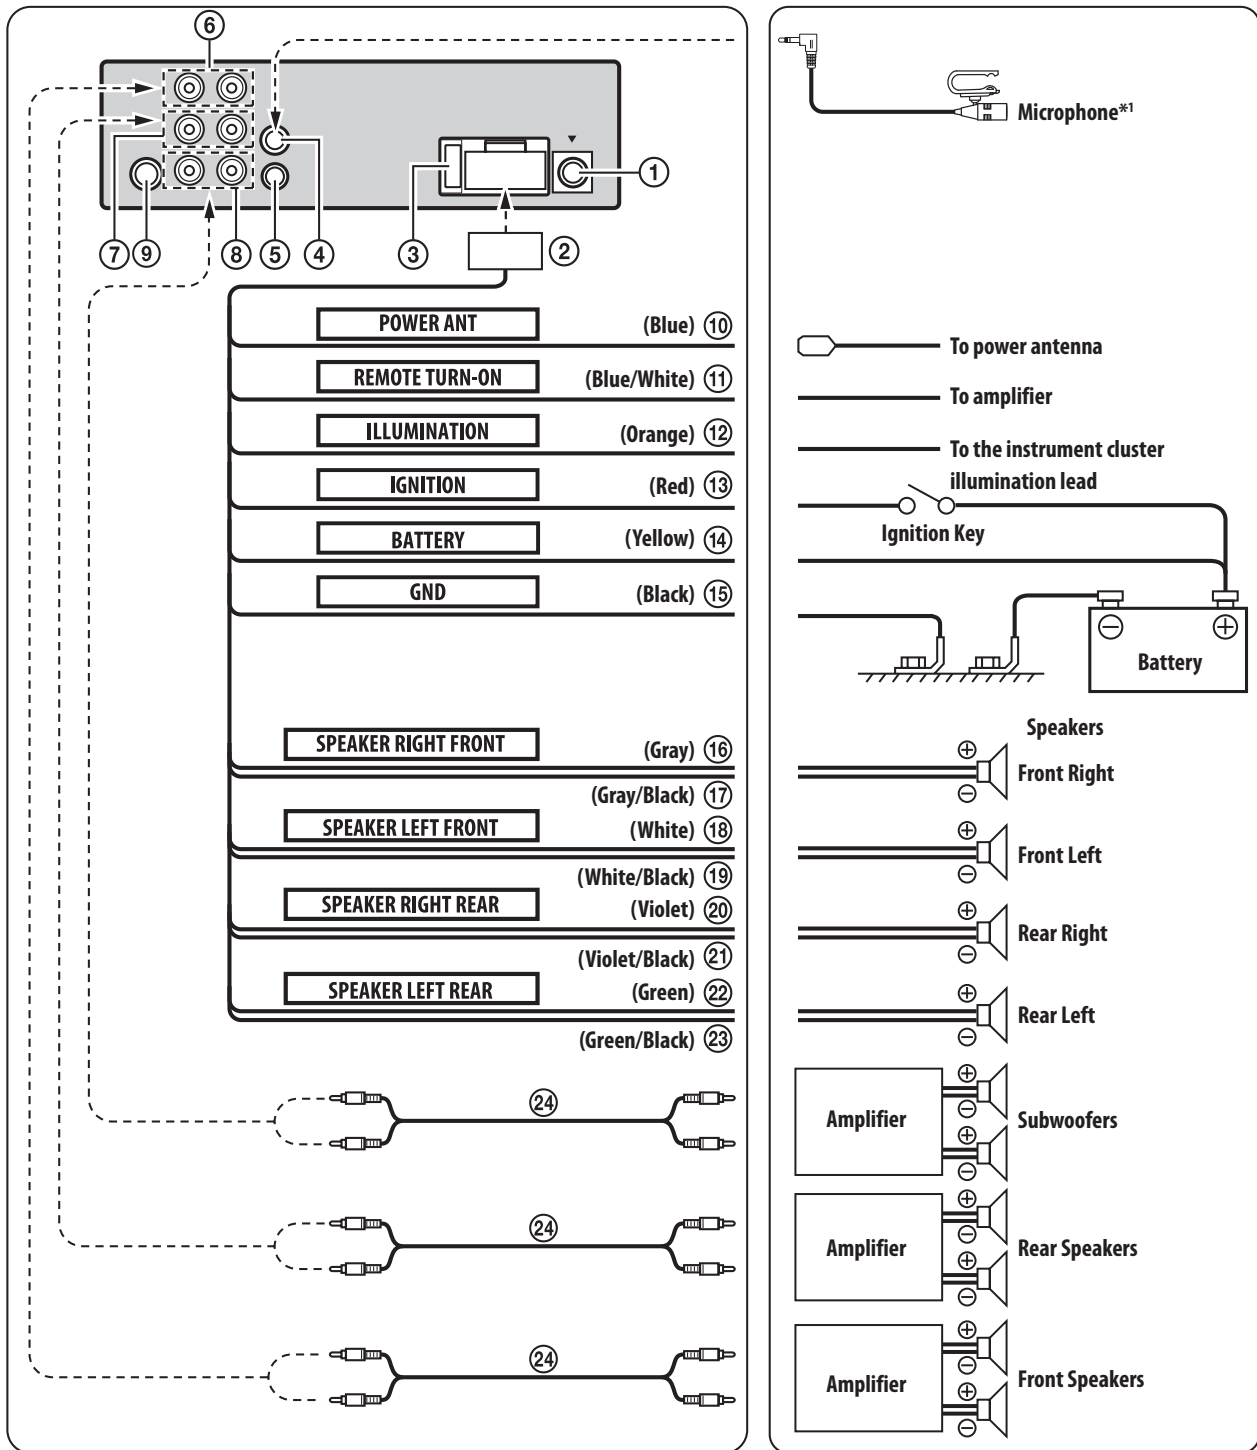 ⑥
①
③
②
⑦ ⑨ ⑧ ⑤ ④
Microphone*1
POWER ANT (Blue) ⑩ To power antenna
REMOTE TURN-ON (Blue/White) ⑪ To amplifier
ILLUMINATION (Orange) ⑫ To the instrument cluster
illumination lead
IGNITION (Red) ⑬ Ignition Key
BATTERY (Yellow) ⑭
GND (Black) ⑮
⊖ ⊕
Battery
Speakers
SPEAKER RIGHT FRONT (Gray) ⑯ ⊕ Front Right
(Gray/Black) ⑰ ⊖
SPEAKER LEFT FRONT (White) ⑱ ⊕ Front Left
(White/Black) ⑲ ⊖
SPEAKER RIGHT REAR (Violet) ⑳ ⊕ Rear Right
(Violet/Black) ㉑ ⊖
SPEAKER LEFT REAR (Green) ㉒ ⊕ Rear Left
(Green/Black) ㉓ ⊖
㉔ Amplifier ⊕ ⊖ ⊕ ⊖ Subwoofers
㉔ Amplifier ⊕ ⊖ ⊕ ⊖ Rear Speakers
㉔ Amplifier ⊕ ⊖ ⊕ ⊖ Front Speakers